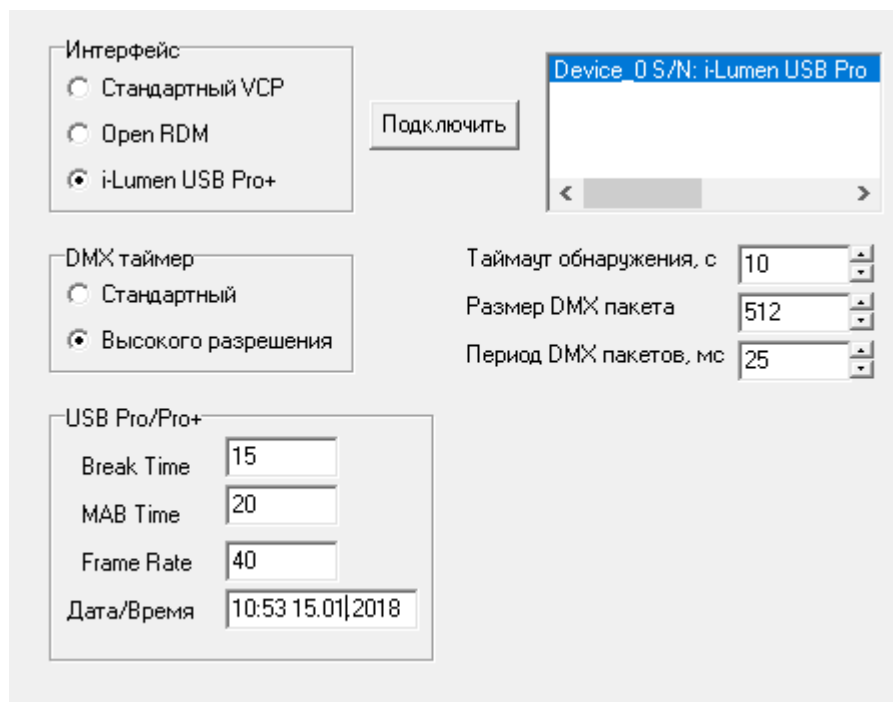 Интерфейс
Стандартный VCP
Open RDM
i-Lumen USB Pro+
Подключить
Device_0 S/N: i-Lumen USB Pro
DMX таймер
Стандартный
Высокого разрешения
Таймаут обнаружения, с 10
Размер DMX пакета 512
Период DMX пакетов, мс 25
USB Pro/Pro+
Break Time 15
MAB Time 20
Frame Rate 40
Дата/Время 10:53 15.01.2018